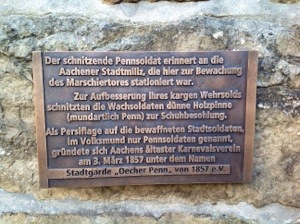 Der schnitzende Pennsoldat erinnert an die
Aachener Stadtmiliz, die hier zur Bewachung
des Marschiertores stationiert war.
Zur Aufbesserung ihres kargen Wehrsolds
schnitzten die Wachsoldaten dünne Holzpinne
(mundartlich Penn) zur Schuhbesohlung.
Als Persiflage auf die bewaffneten Stadtsoldaten,
im Volksmund nur Pennsoldaten genannt,
gründete sich Aachens ältester Karnevalsverein
am 3. März 1857 unter dem Namen
Stadtgarde „Oecher Penn" von 1857 e.V.